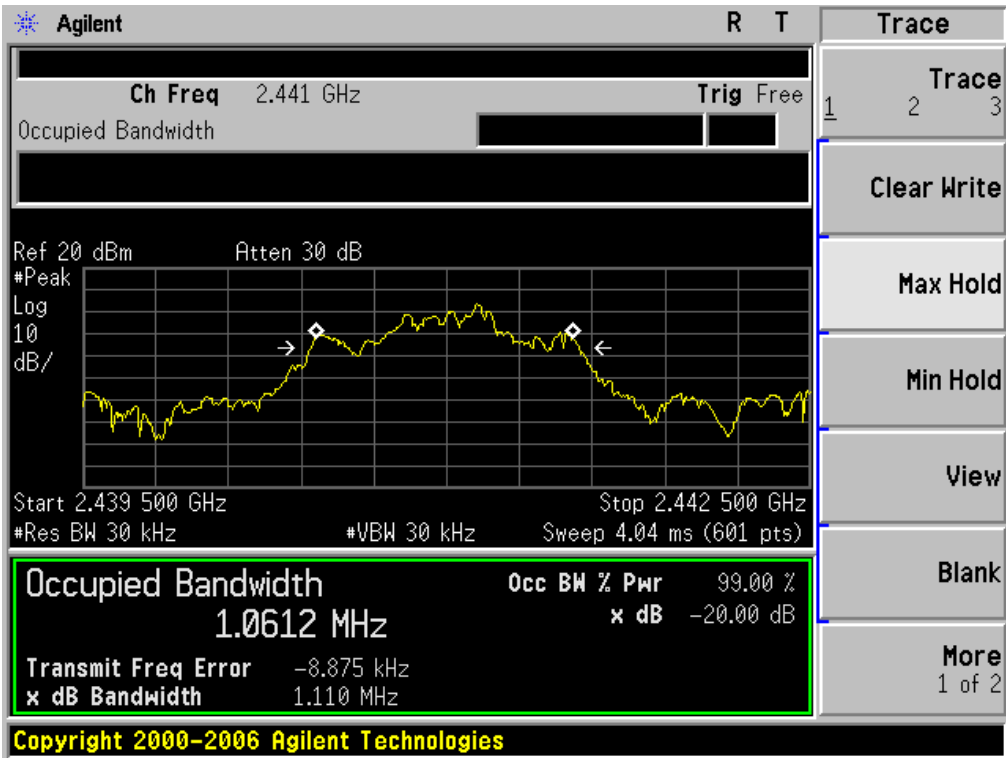 Agilent R T
Ch Freq 2.441 GHz Trig Free
Occupied Bandwidth
Ref 20 dBm Atten 30 dB
#Peak
Log
10
dB/
Start 2.439 500 GHz Stop 2.442 500 GHz
#Res BW 30 kHz #VBW 30 kHz Sweep 4.04 ms (601 pts)
Occupied Bandwidth Occ BW % Pwr 99.00 %
1.0612 MHz x dB -20.00 dB
Transmit Freq Error -8.875 kHz
x dB Bandwidth 1.110 MHz
Copyright 2000-2006 Agilent Technologies
Trace
Trace
1 2 3
Clear Write
Max Hold
Min Hold
View
Blank
More
1 of 2